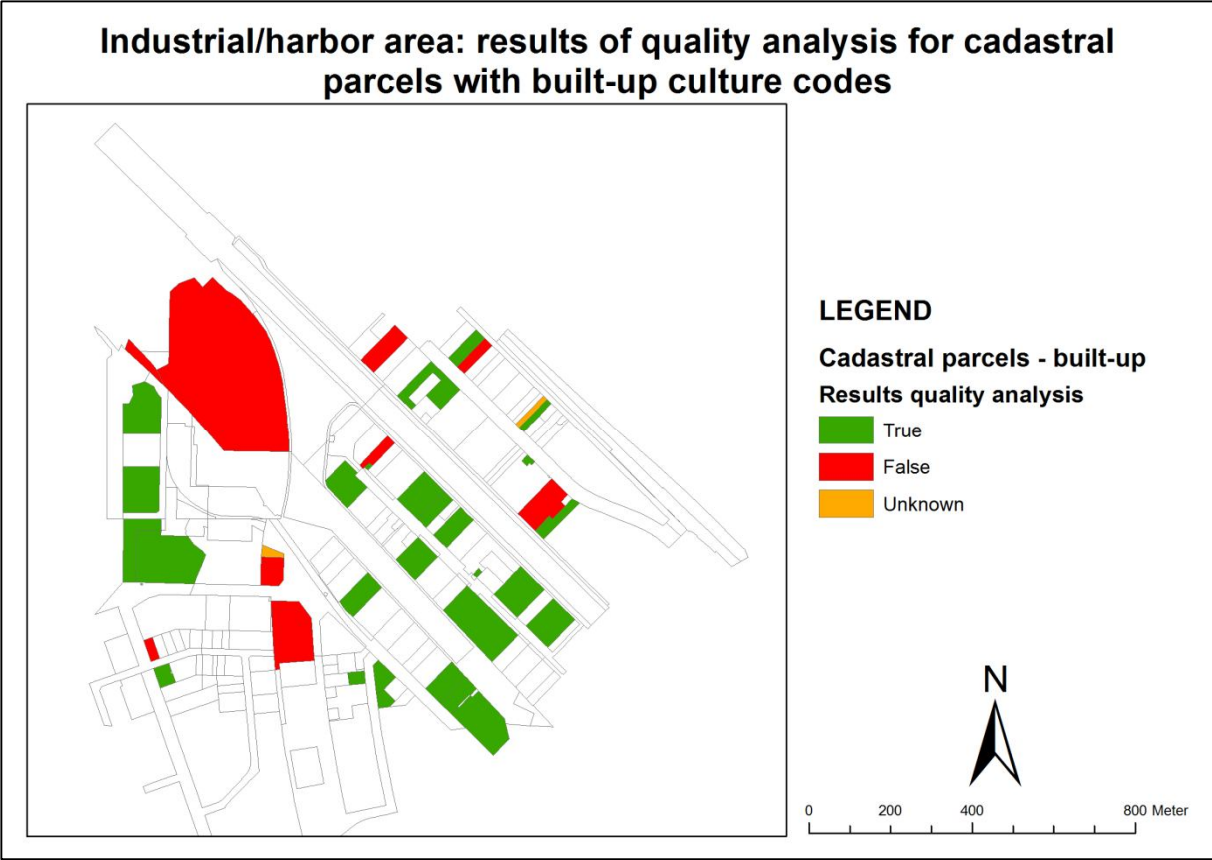 Industrial/harbor area: results of quality analysis for cadastral
parcels with built-up culture codes
LEGEND
Cadastral parcels - built-up
Results quality analysis
True
False
Unknown
N
0 200 400 800 Meter